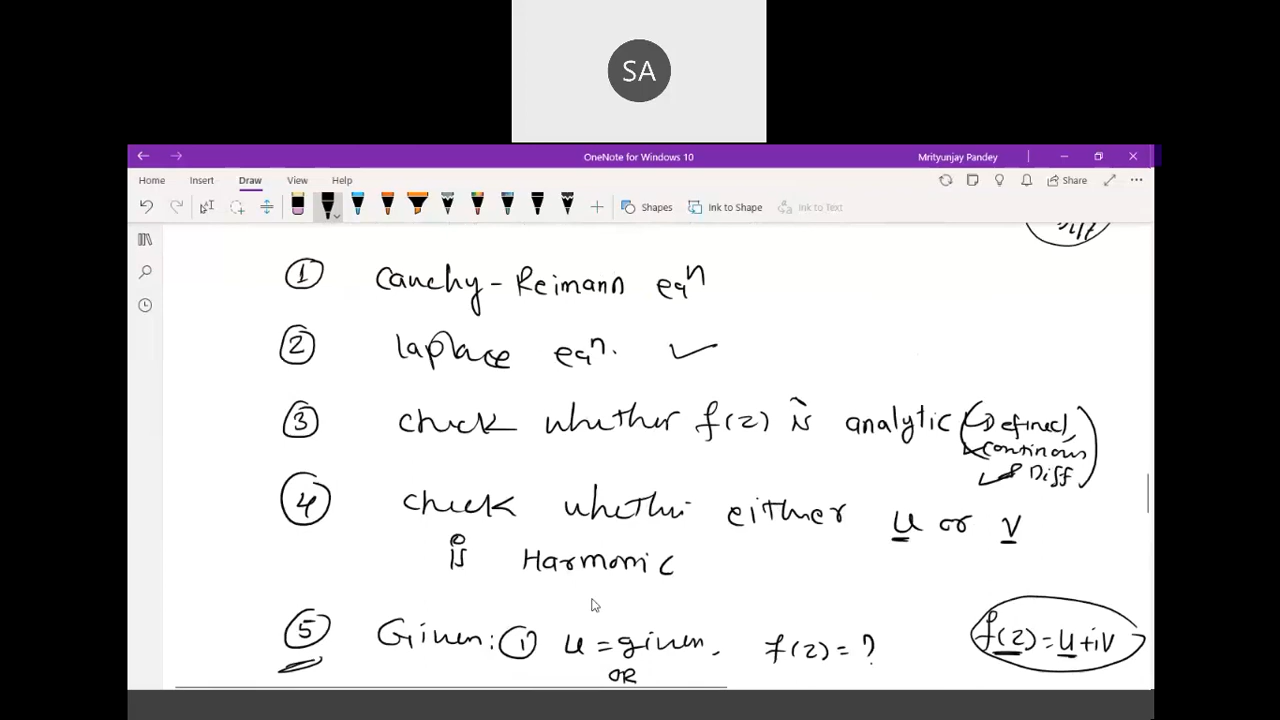 SA
OneNote for Windows 10
Mrityunjay Pandey
Home Insert Draw View Help
Share
Shapes Ink to Shape Ink to Text
Diff
① Cauchy - Reimann eqⁿ
② laplace eqⁿ.
③ check whether f(z) is analytic (Defined,
continous
Diff)
④ check whether either u or v
is Harmonic
⑤ Given: ① u = given. f(z) = ? f(z) = u+iv
OR